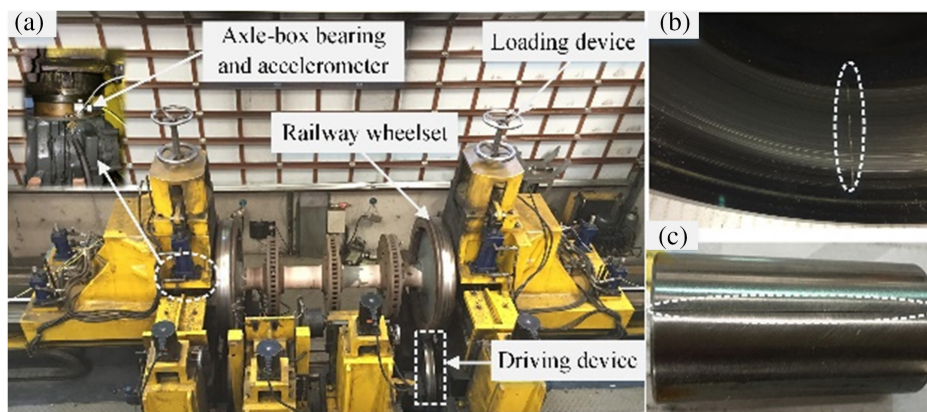 (a)
Axle-box bearing
and accelerometer
Loading device
Railway wheelset
Driving device
(b)
(c)